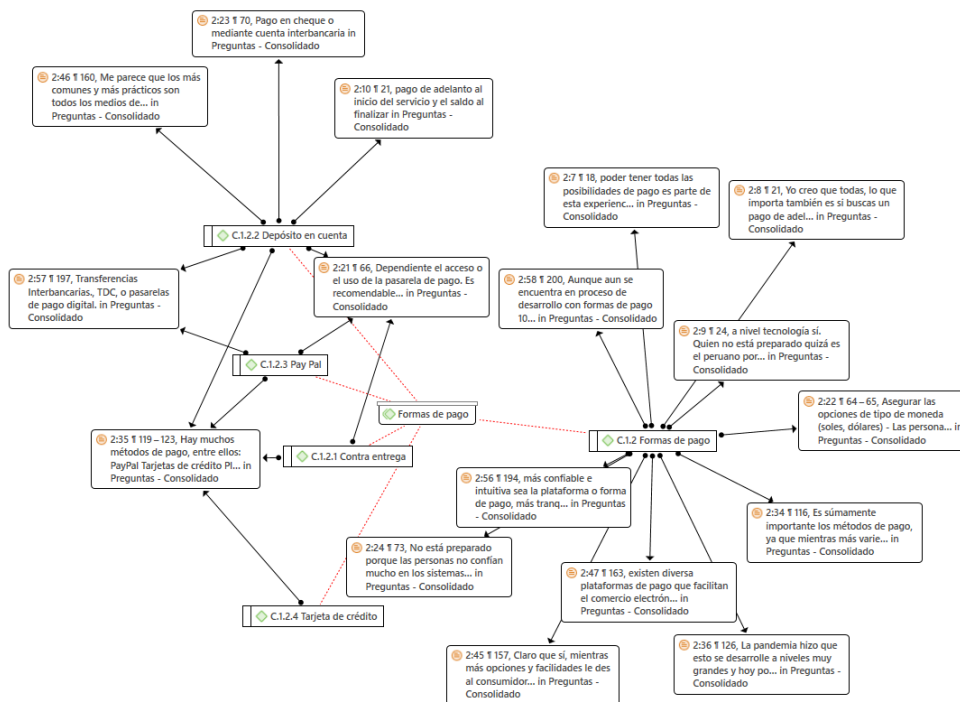 2:23 ¶ 70, Pago en cheque o
mediante cuenta interbancaria in
Preguntas - Consolidado
2:46 ¶ 160, Me parece que los más
comunes y más prácticos son
todos los medios de... in
Preguntas - Consolidado
2:10 ¶ 21, pago de adelanto al
inicio del servicio y el saldo al
finalizar in Preguntas -
Consolidado
2:7 ¶ 18, poder tener todas las
posibilidades de pago es parte de
esta experienc... in Preguntas -
Consolidado
2:8 ¶ 21, Yo creo que todas, lo que
importa también es si buscas un
pago de adel... in Preguntas -
Consolidado
C.1.2.2 Depósito en cuenta
2:57 ¶ 197, Transferencias
Interbancarias., TDC, o pasarelas
de pago digital. in Preguntas -
Consolidado
2:21 ¶ 66, Dependiente el acceso o
el uso de la pasarela de pago. Es
recomendable... in Preguntas -
Consolidado
2:58 ¶ 200, Aunque aun se
encuentra en proceso de
desarrollo con formas de pago
10... in Preguntas - Consolidado
2:9 ¶ 24, a nivel tecnología si.
Quien no está preparado quizá es
el peruano por... in Preguntas -
Consolidado
C.1.2.3 Pay Pal
2:22 ¶ 64 – 65, Asegurar las
opciones de tipo de moneda
(soles, dólares) - Las persona... in
Preguntas - Consolidado
Formas de pago
2:35 ¶ 119 – 123, Hay muchos
métodos de pago, entre ellos:
PayPal Tarjetas de crédito Pl... in
Preguntas - Consolidado
C.1.2.1 Contra entrega
C.1.2 Formas de pago
2:56 ¶ 194, más confiable e
intuitiva sea la plataforma o forma
de pago, más tranq... in Preguntas
- Consolidado
2:34 ¶ 116, Es súmamente
importante los métodos de pago,
ya que mientras más varie... in
Preguntas - Consolidado
2:24 ¶ 73, No está preparado
porque las personas no confían
mucho en los sistemas... in
Preguntas - Consolidado
2:47 ¶ 163, existen diversa
plataformas de pago que facilitan
el comercio electrón... in
Preguntas - Consolidado
C.1.2.4 Tarjeta de crédito
2:45 ¶ 157, Claro que sí, mientras
más opciones y facilidades le des
al consumidor... in Preguntas -
Consolidado
2:36 ¶ 126, La pandemia hizo que
esto se desarrolle a niveles muy
grandes y hoy po... in Preguntas -
Consolidado